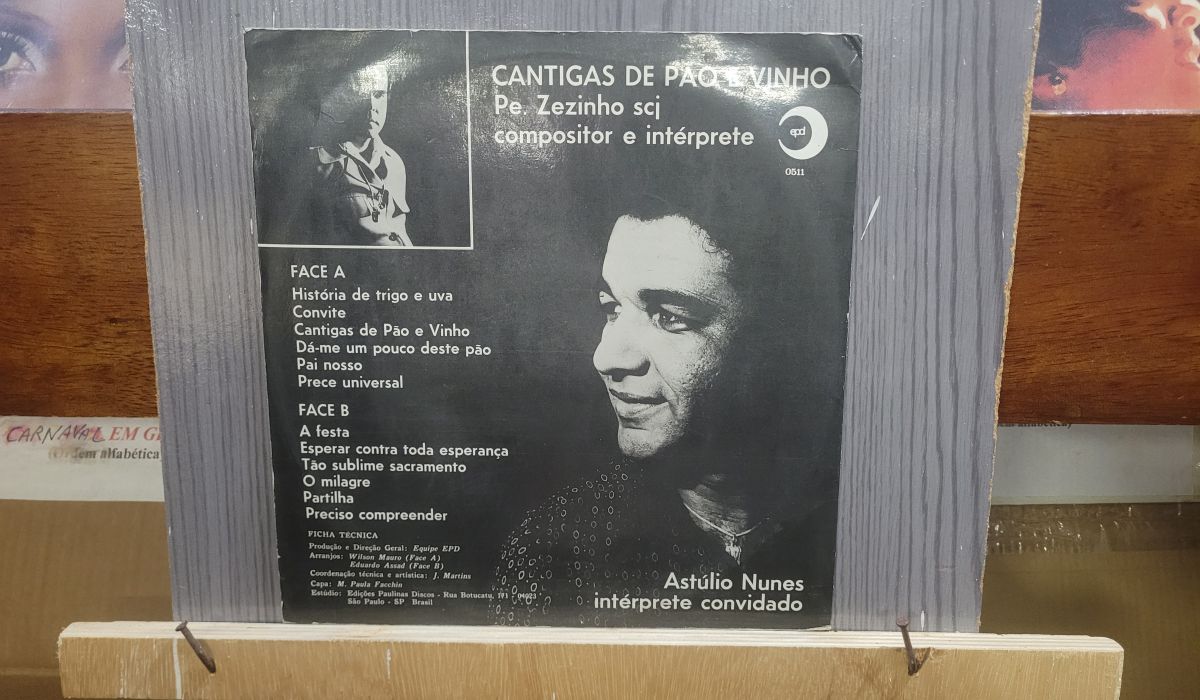 CANTIGAS DE PÃO E VINHO
Pe. Zezinho scj
compositor e intérprete
epd
0511
FACE A
História de trigo e uva
Convite
Cantigas de Pão e Vinho
Dá-me um pouco deste pão
Pai nosso
Prece universal
FACE B
A festa
Esperar contra toda esperança
Tão sublime sacramento
O milagre
Partilha
Preciso compreender
FICHA TÉCNICA
Produção e Direção Geral: Equipe EPD
Arranjos: Wilson Mauro (Face A)
Eduardo Assad (Face B)
Coordenação técnica e artística: J. Martins
Capa: M. Paula Facchin
Estúdio: Edições Paulinas Discos - Rua Botucatu, 171 - 04023
São Paulo - SP Brasil
Astúlio Nunes
intérprete convidado
CARNAVAL EM
(Ordem alfabética
alfabética)